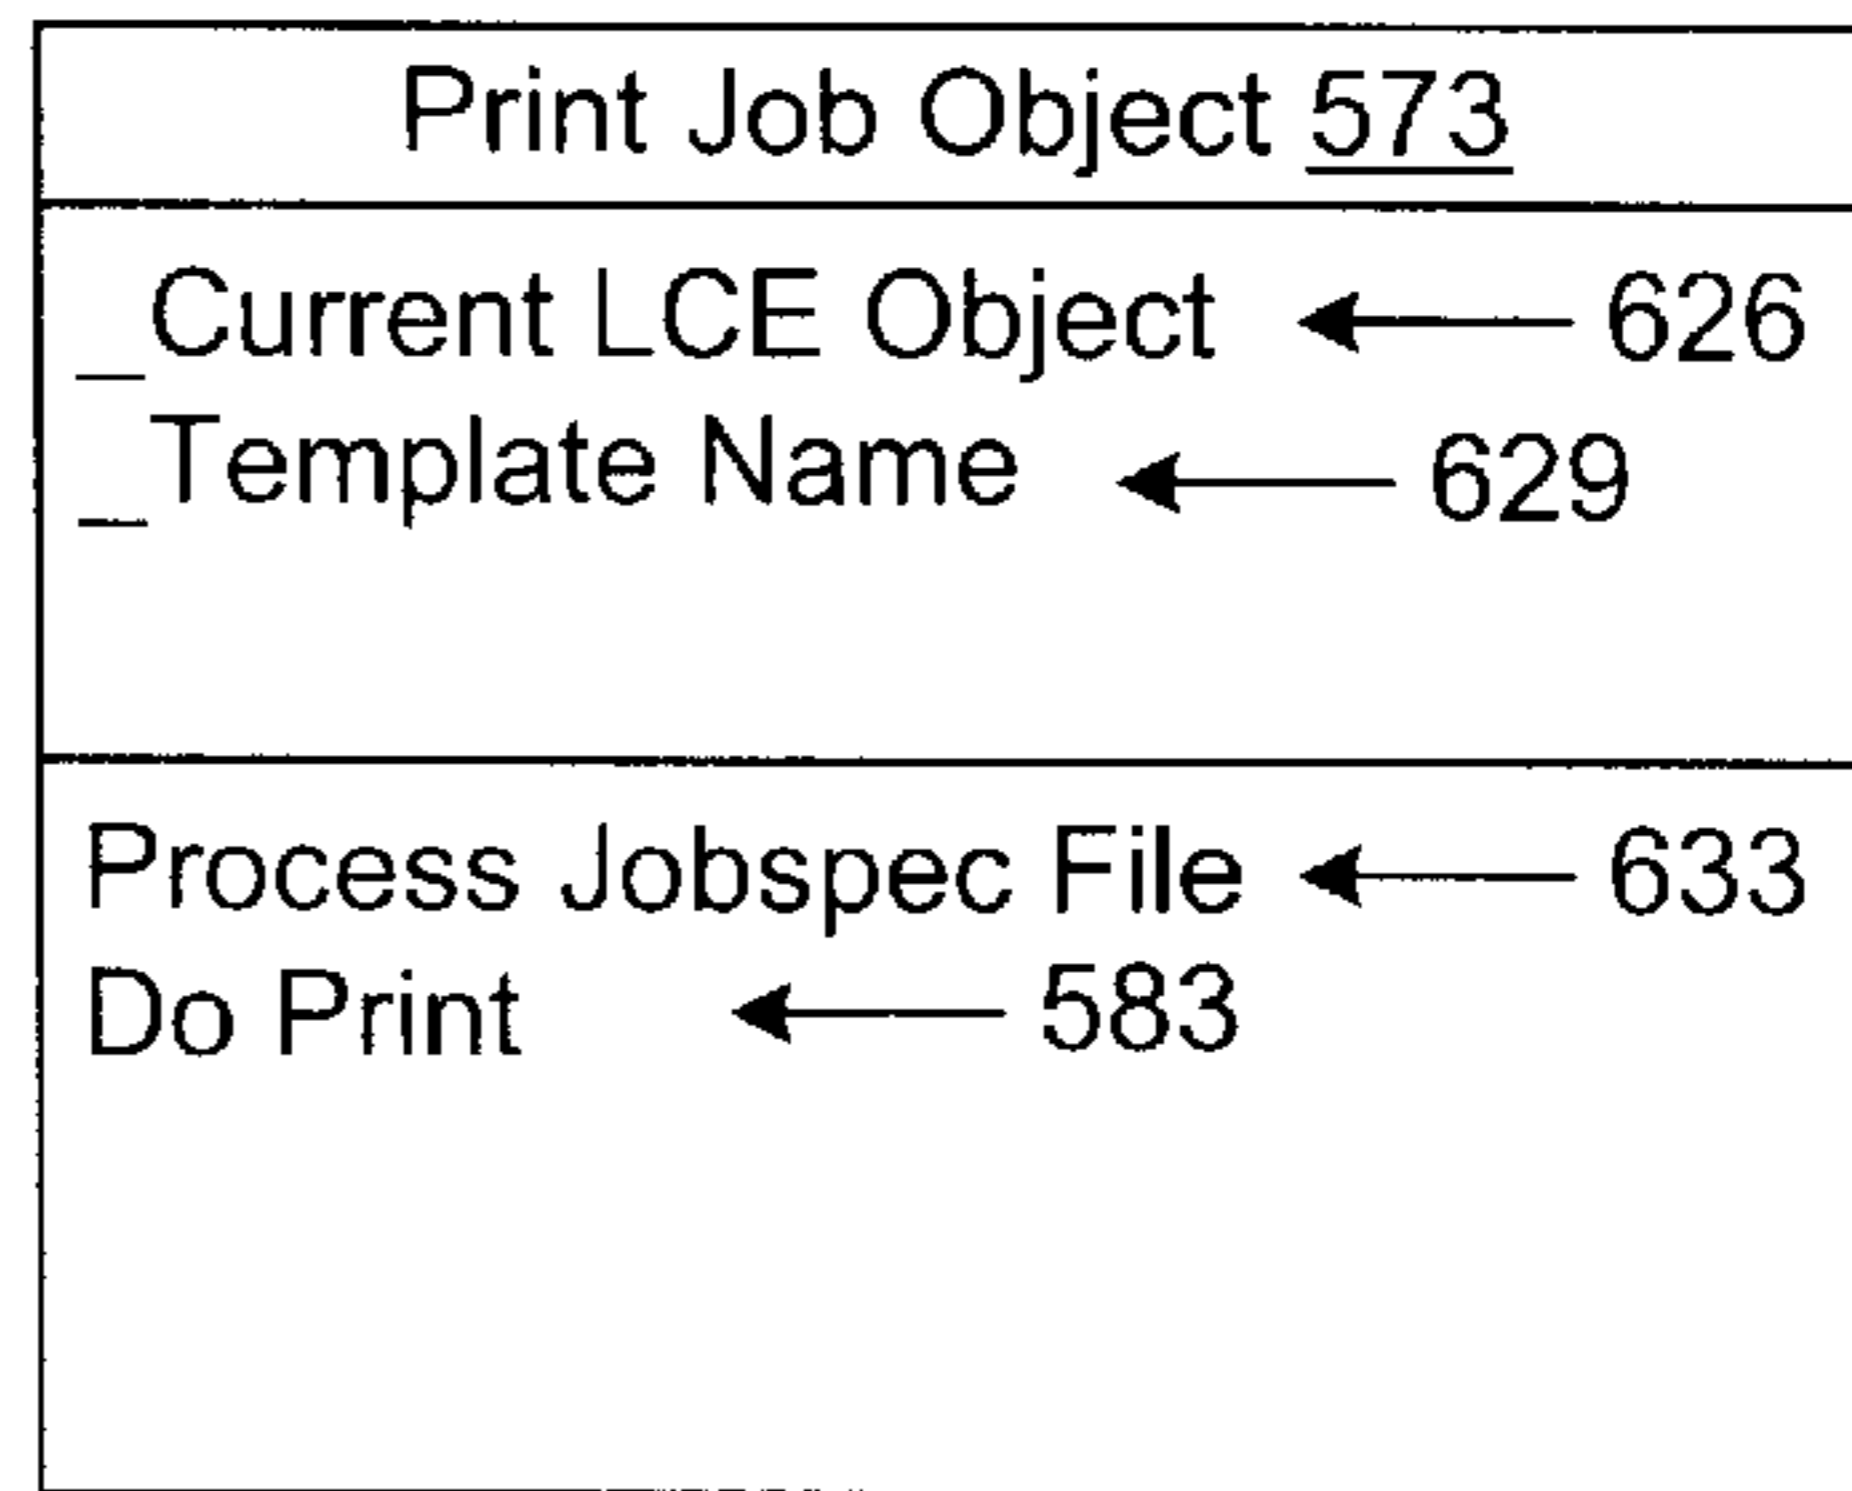 Print Job Object 573
_Current LCE Object 626
_Template Name 629
Process Jobspec File 633
Do Print 583